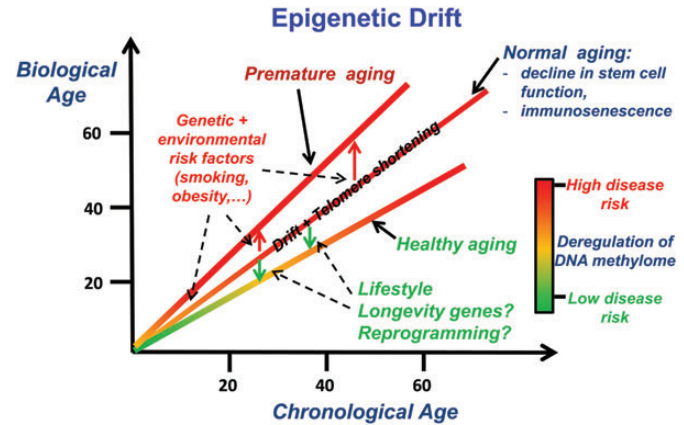 Epigenetic Drift
Biological
Age
Normal aging:
- decline in stem cell
function,
- immunosenescence
Premature aging
Genetic +
environmental
risk factors
(smoking,
obesity,...)
Drift + Telomere shortening
60
40
20
High disease
risk
Deregulation of
DNA methylome
Low disease
risk
Healthy aging
Lifestyle
Longevity genes?
Reprogramming?
20
40
60
Chronological Age